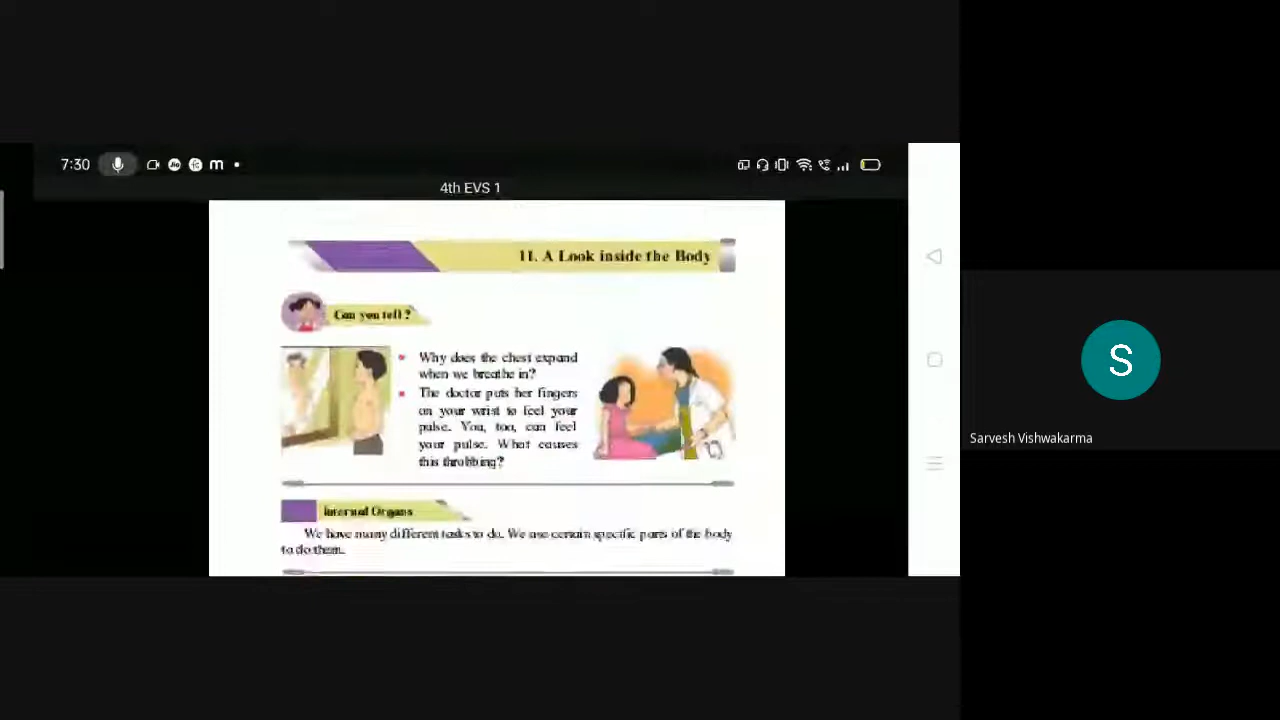 7:30
4th EVS 1
11. A Look inside the Body
Can you tell ?
Why does the chest expand
when we breathe in?
The doctor puts her fingers
on your wrist to feel your
pulse. You, too, can feel
your pulse. What causes
this throbbing?
Internal Organs
We have many different tasks to do. We use certain specific parts of the body
to do them.
S
Sarvesh Vishwakarma